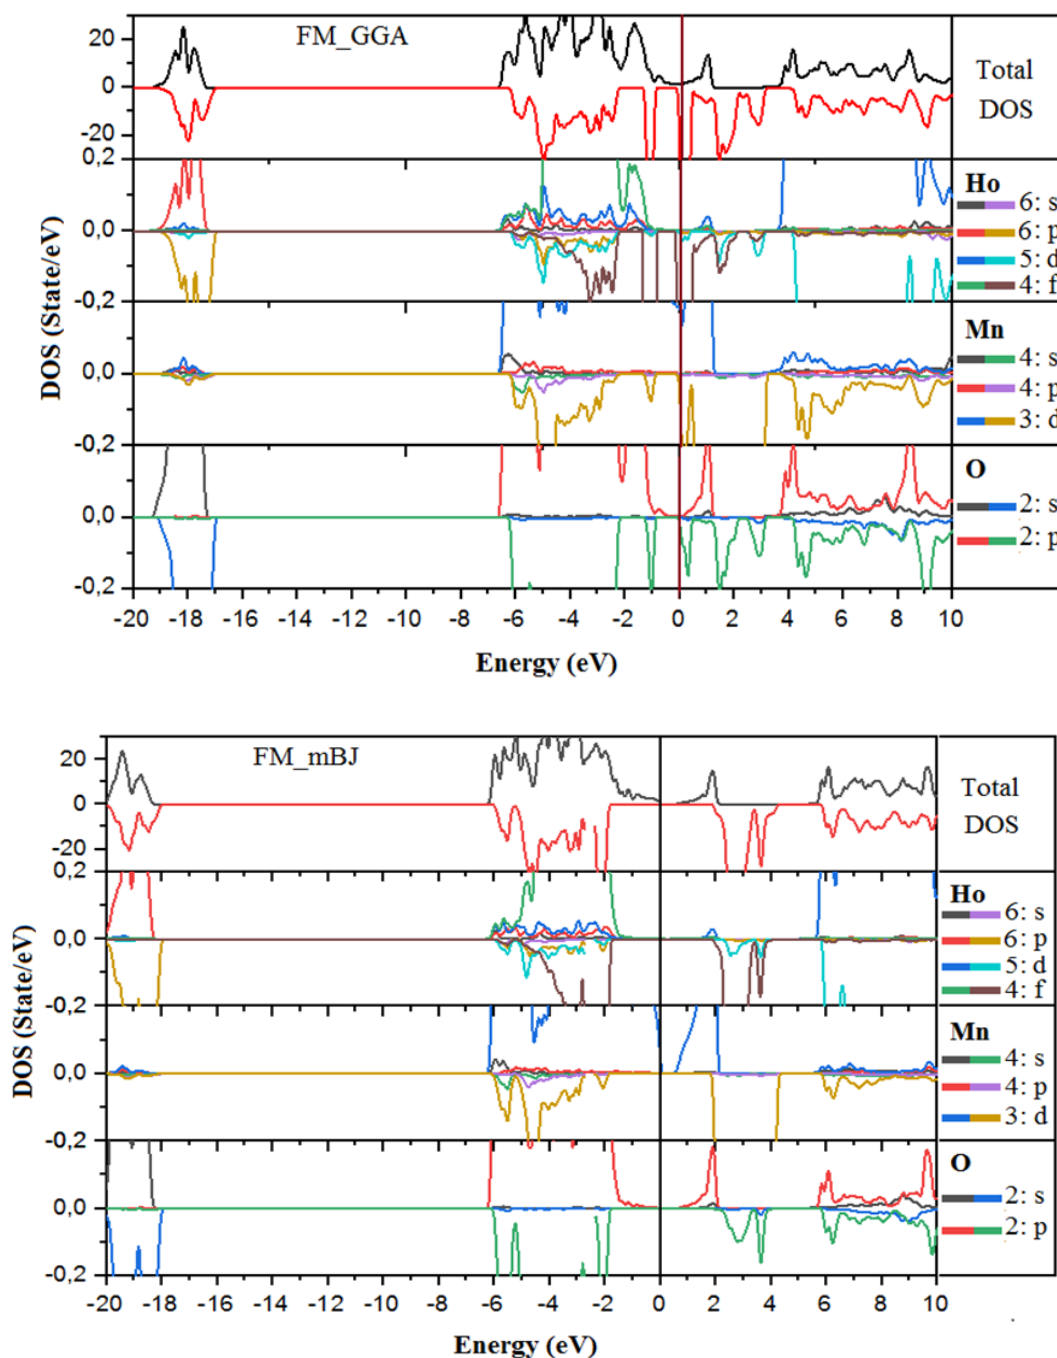 FM_GGA
20
0
-20
Total
DOS
0,2
0,0
-0,2
Ho
6: s
6: p
5: d
4: f
0,2
0,0
-0,2
Mn
4: s
4: p
3: d
0,0
-0,2
O
2: s
2: p
DOS (State/eV)
-20 -18 -16 -14 -12 -10 -8 -6 -4 -2 0 2 4 6 8 10
Energy (eV)
FM_mBJ
20
0
-20
Total
DOS
0,2
0,0
-0,2
Ho
6: s
6: p
5: d
4: f
0,2
0,0
-0,2
Mn
4: s
4: p
3: d
0,0
-0,2
O
2: s
2: p
DOS (State/eV)
-20 -18 -16 -14 -12 -10 -8 -6 -4 -2 0 2 4 6 8 10
Energy (eV)